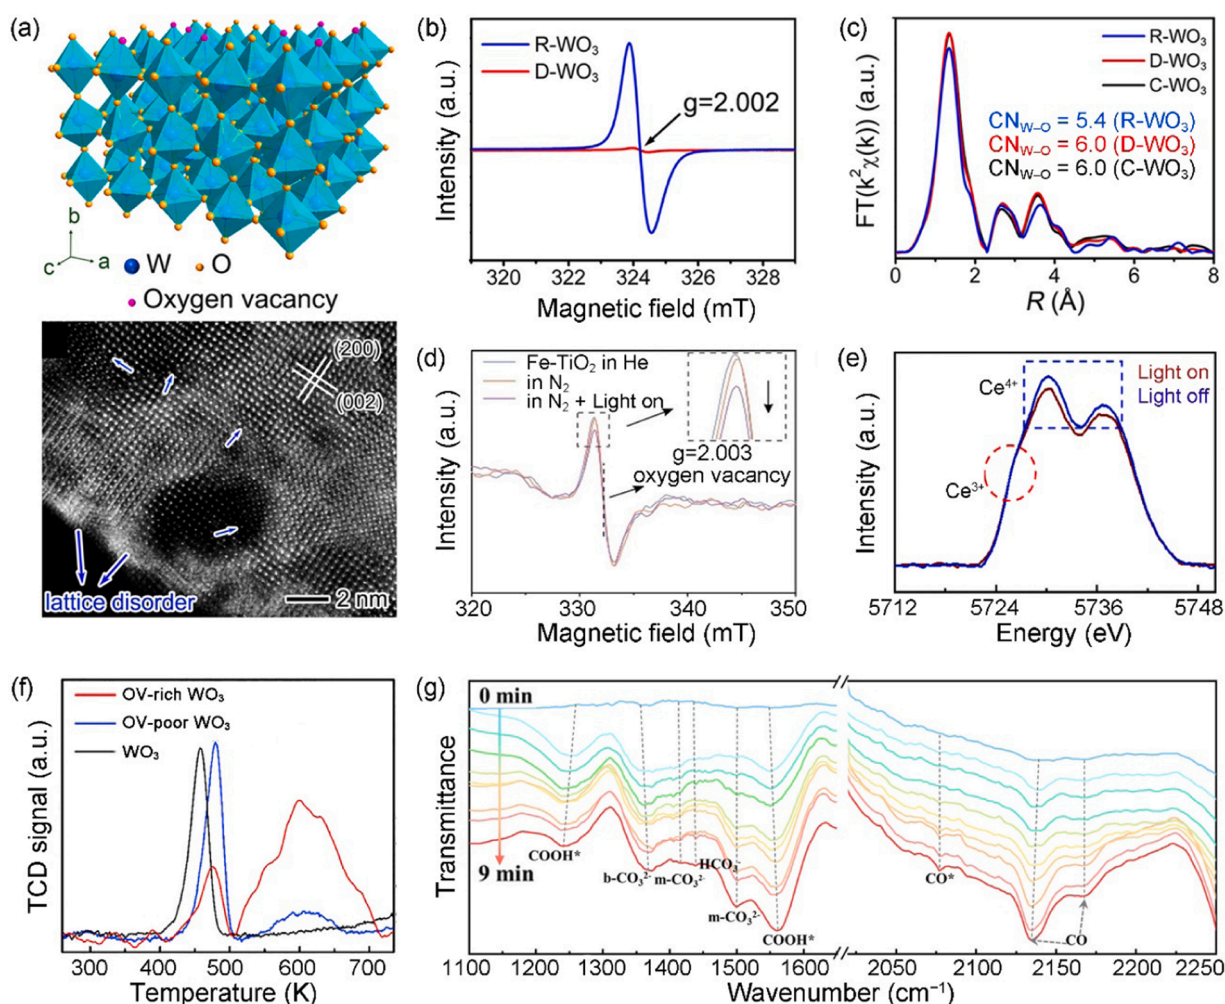 (a)
b
c
a
W
O
Oxygen vacancy
(200)
(002)
lattice disorder
2 nm
(b)
R-WO₃
D-WO₃
g=2.002
Intensity (a.u.)
320 322 324 326 328
Magnetic field (mT)
(c)
R-WO₃
D-WO₃
C-WO₃
CN_W–O = 5.4 (R-WO₃)
CN_W–O = 6.0 (D-WO₃)
CN_W–O = 6.0 (C-WO₃)
FT(k²χ(k)) (a.u.)
0 2 4 6 8
R (Å)
(d)
Fe-TiO₂ in He
in N₂
in N₂ + Light on
g=2.003
oxygen vacancy
Intensity (a.u.)
320 330 340 350
Magnetic field (mT)
(e)
Light on
Light off
Ce⁴⁺
Ce³⁺
Intensity (a.u.)
5712 5724 5736 5748
Energy (eV)
(f)
OV-rich WO₃
OV-poor WO₃
WO₃
TCD signal (a.u.)
300 400 500 600 700
Temperature (K)
(g)
0 min
9 min
COOH*
b-CO₃²⁻
m-CO₃²⁻
HCO₃⁻
m-CO₃²⁻
COOH*
CO*
CO
Transmittance
1100 1200 1300 1400 1500 1600 2050 2100 2150 2200 2250
Wavenumber (cm⁻¹)